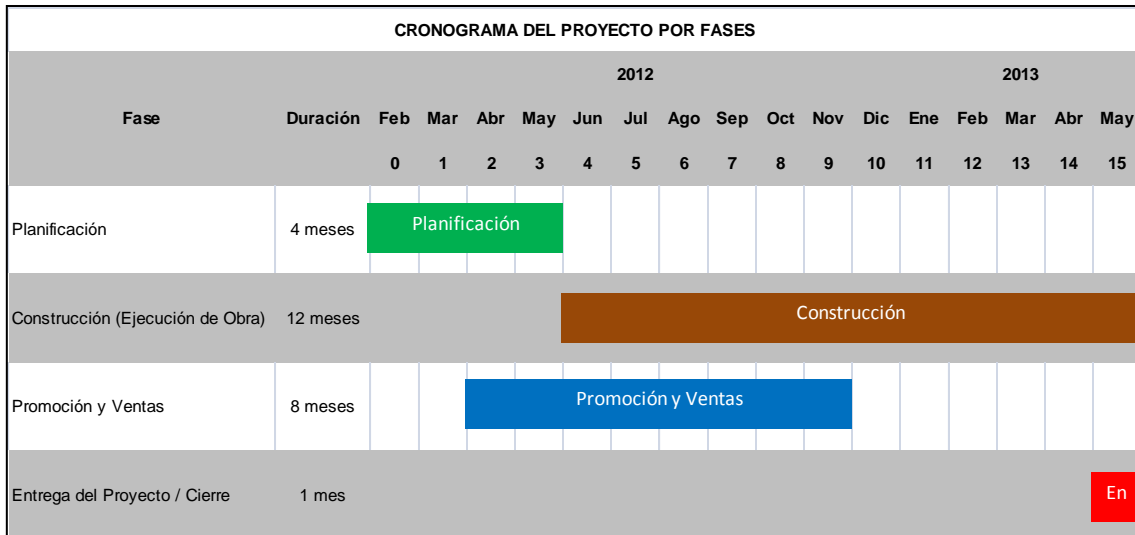 CRONOGRAMA DEL PROYECTO POR FASES
2012 2013
Fase Duración Feb Mar Abr May Jun Jul Ago Sep Oct Nov Dic Ene Feb Mar Abr May
0 1 2 3 4 5 6 7 8 9 10 11 12 13 14 15
Planificación 4 meses Planificación
Construcción (Ejecución de Obra) 12 meses Construcción
Promoción y Ventas 8 meses Promoción y Ventas
Entrega del Proyecto / Cierre 1 mes En